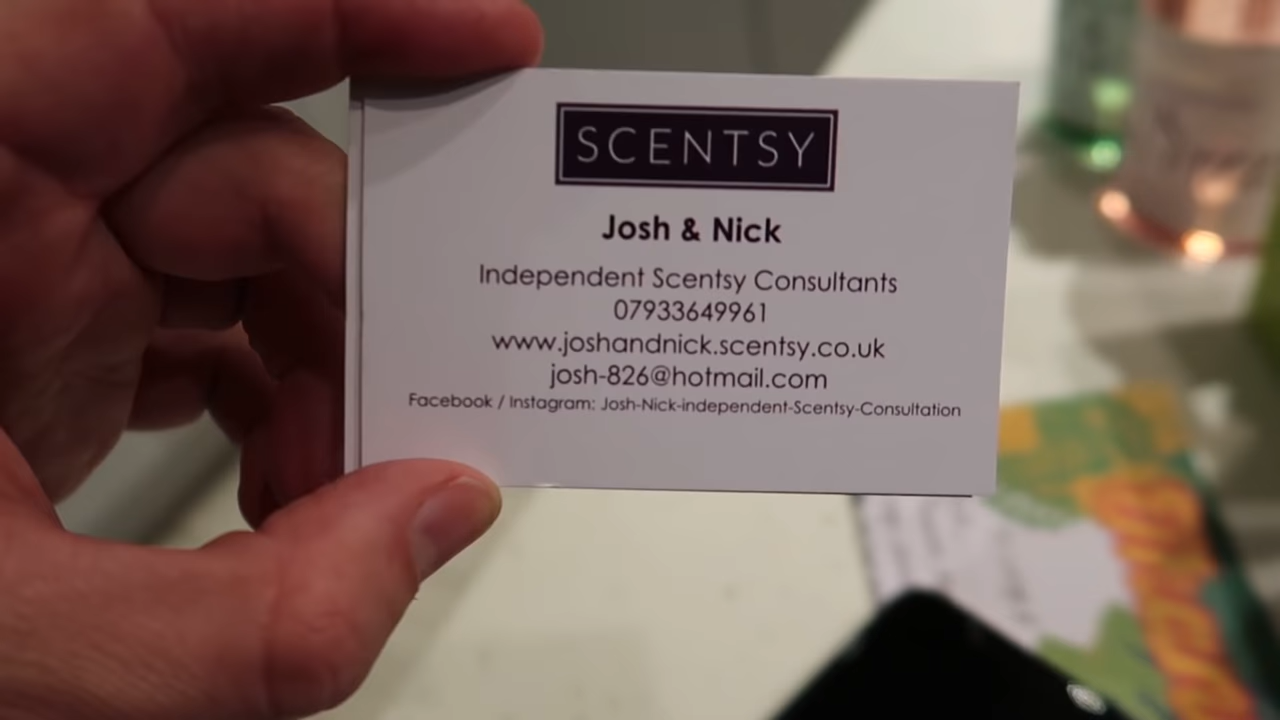 SCENTSY
Josh & Nick
Independent Scentsy Consultants
07933649961
www.joshandnick.scentsy.co.uk
josh-826@hotmail.com
Facebook / Instagram: Josh-Nick-independent-Scentsy-Consultation